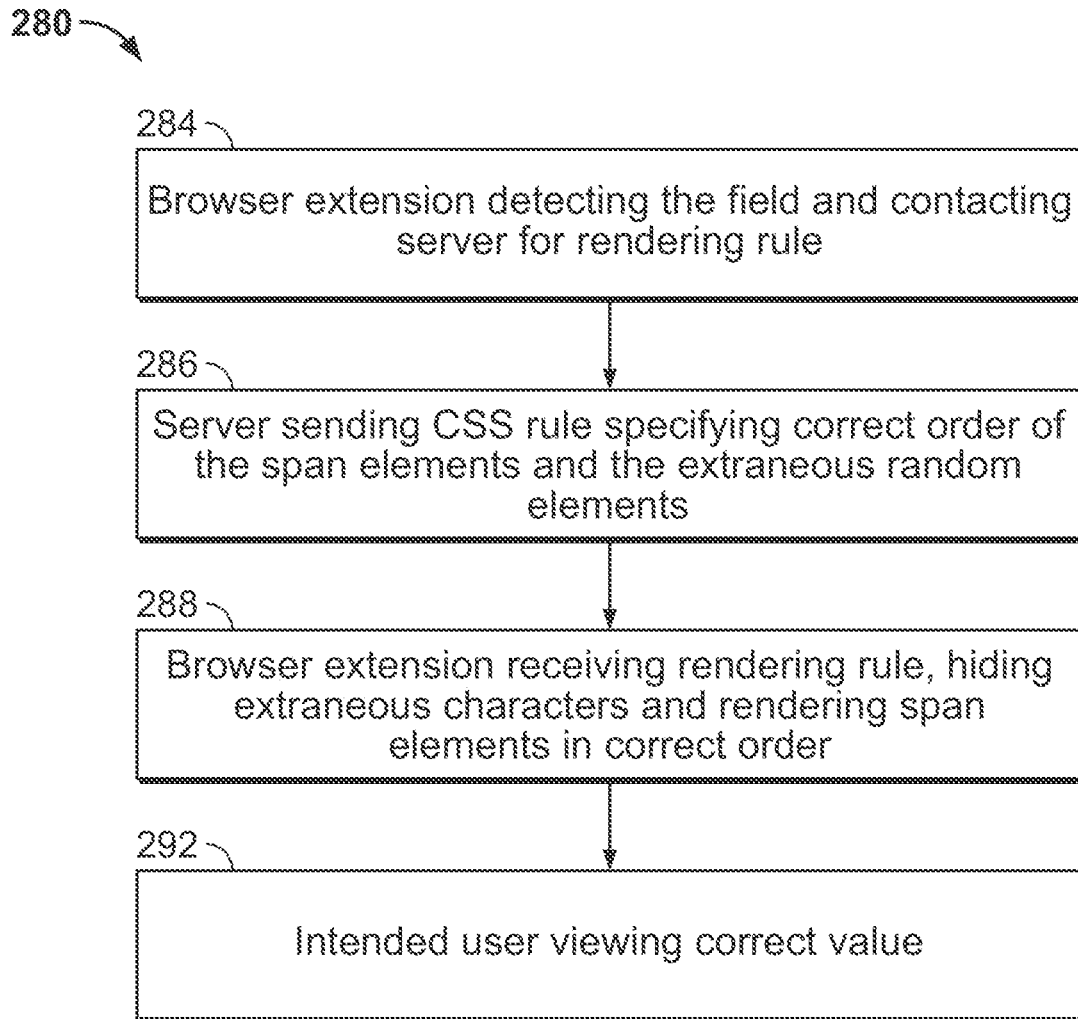 280
284
Browser extension detecting the field and contacting
server for rendering rule
286
Server sending CSS rule specifying correct order of
the span elements and the extraneous random
elements
288
Browser extension receiving rendering rule, hiding
extraneous characters and rendering span
elements in correct order
292
Intended user viewing correct value